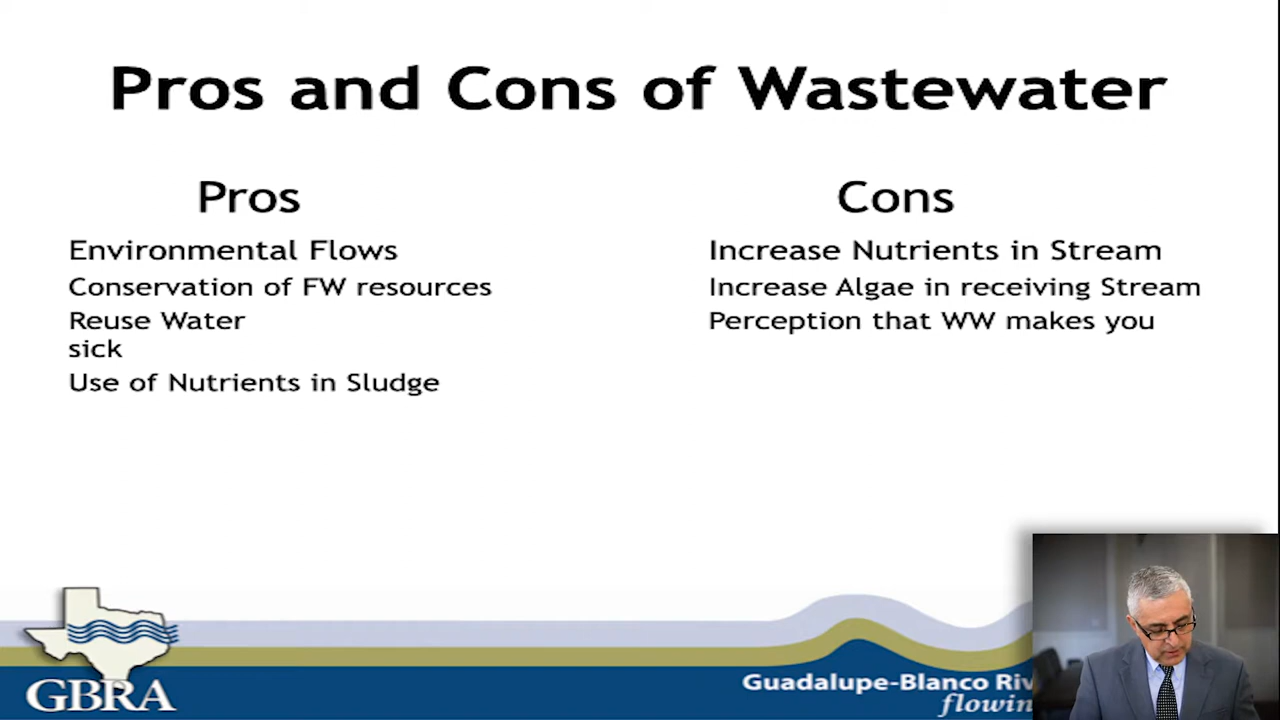 Pros and Cons of Wastewater
Pros
Cons
Environmental Flows
Increase Nutrients in Stream
Conservation of FW resources
Increase Algae in receiving Stream
Reuse Water
Perception that WW makes you
sick
Use of Nutrients in Sludge
GBRA
Guadalupe-Blanco